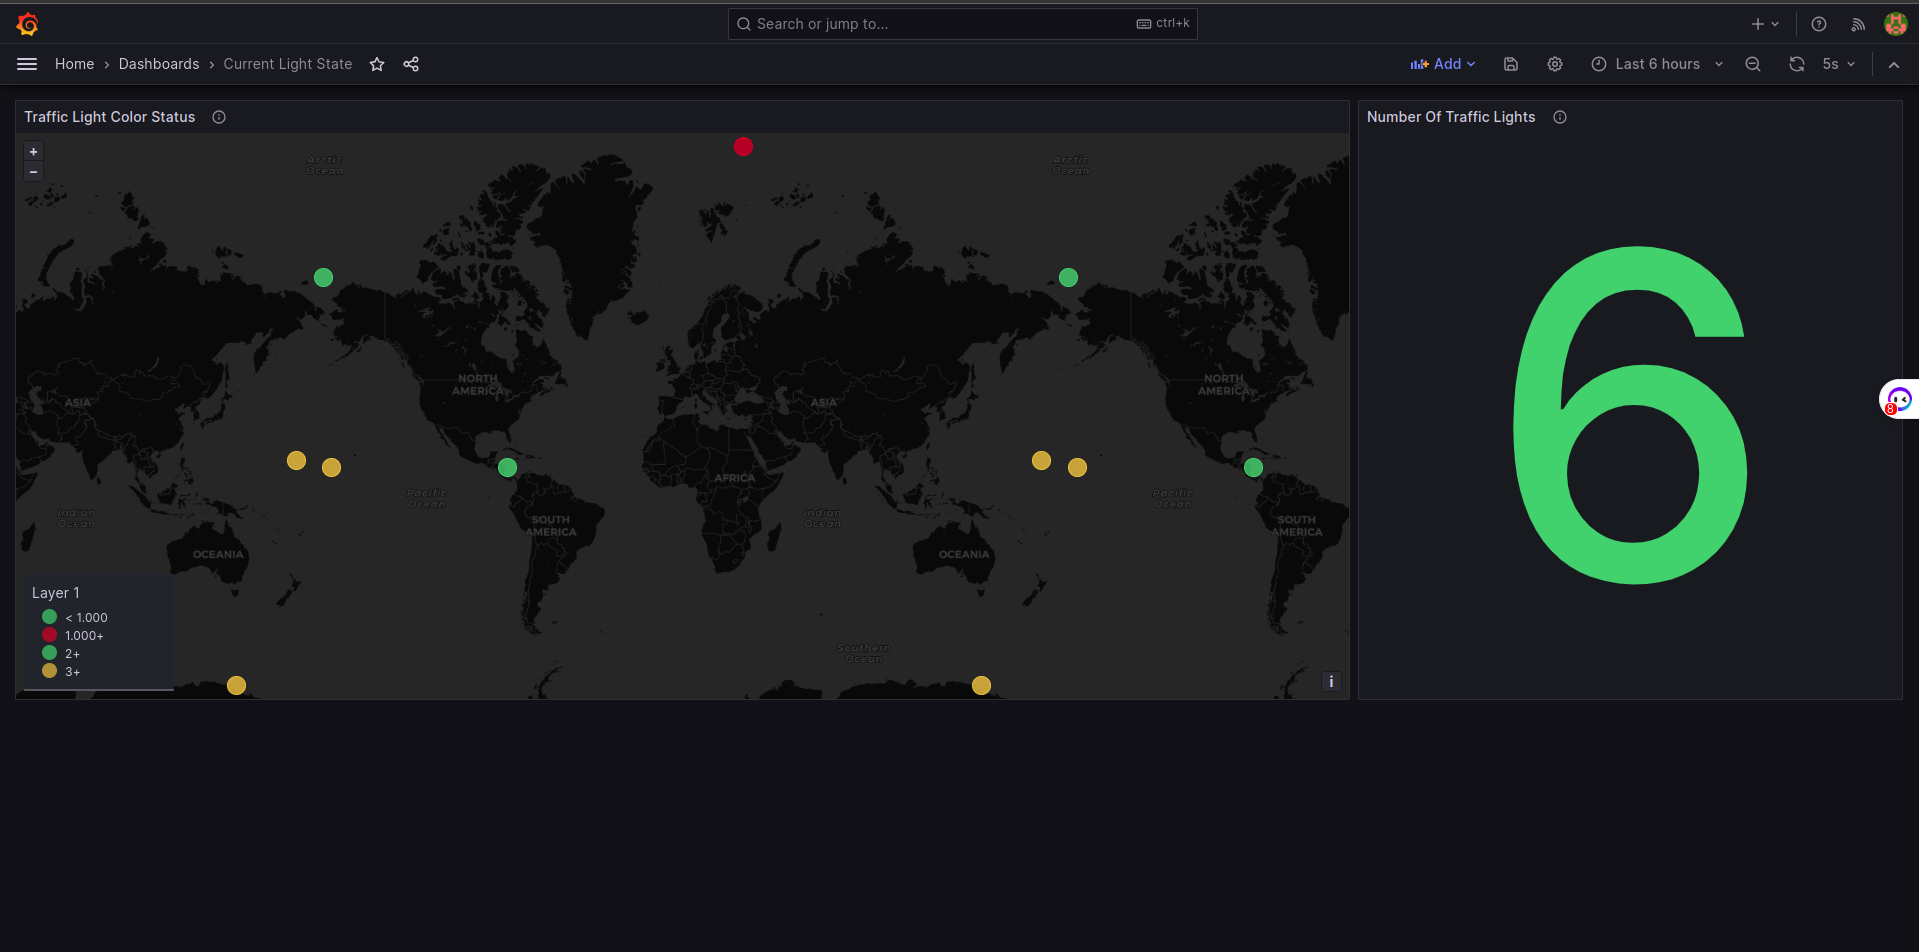 Search or jump to...
ctrl+k
Home › Dashboards › Current Light State
Add
Last 6 hours
5s
Traffic Light Color Status
Number Of Traffic Lights
+
−
Arctic
Ocean
Arctic
Ocean
NORTH
AMERICA
NORTH
AMERICA
ASIA
ASIA
AFRICA
Pacific
Ocean
Pacific
Ocean
Indian
Ocean
Indian
Ocean
SOUTH
AMERICA
SOUTH
AMERICA
OCEANIA
OCEANIA
Southern
Ocean
Layer 1
< 1.000
1.000+
2+
3+
i
6
8